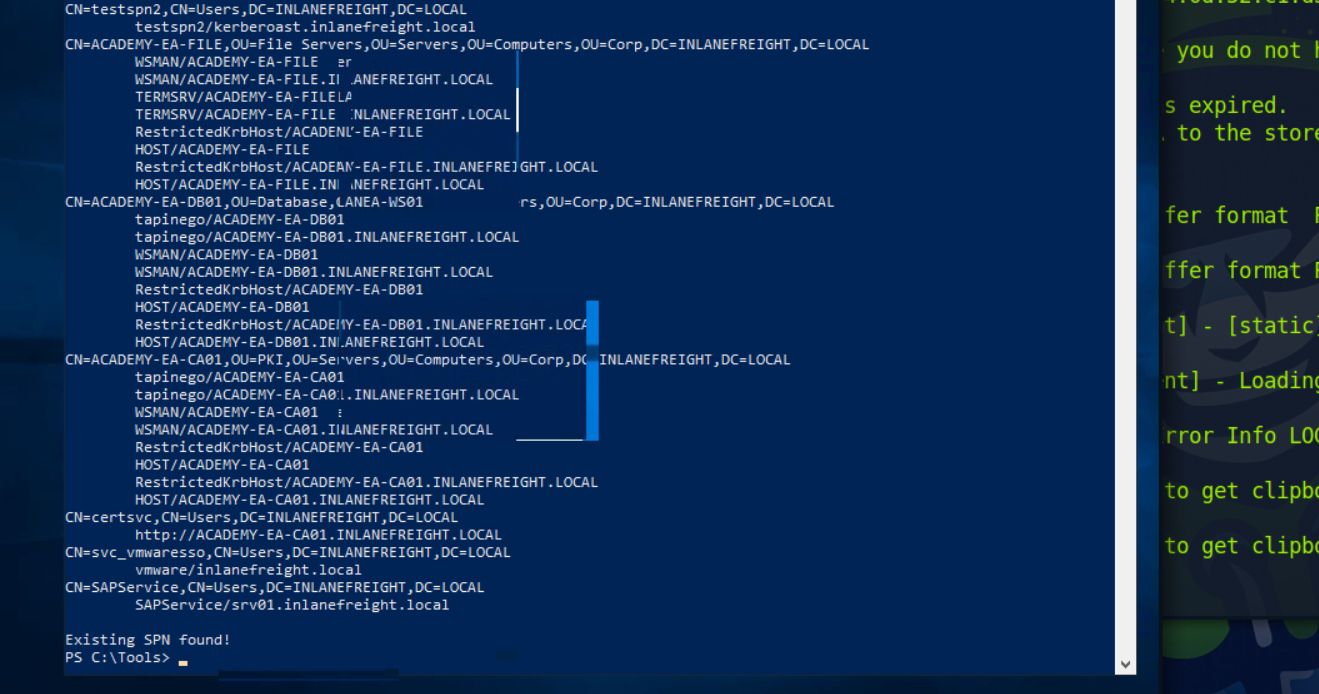 CN=testspn2,CN=Users,DC=INLANEFREIGHT,DC=LOCAL
testspn2/kerberoast.inlanefreight.local
CN=ACADEMY-EA-FILE,OU=File Servers,OU=Servers,OU=Computers,OU=Corp,DC=INLANEFREIGHT,DC=LOCAL
WSMAN/ACADEMY-EA-FILE er
WSMAN/ACADEMY-EA-FILE.I ANEFREIGHT.LOCAL
TERMSRV/ACADEMY-EA-FILELA
TERMSRV/ACADEMY-EA-FILE NLANEFREIGHT.LOCAL
RestrictedKrbHost/ACADEM -EA-FILE
HOST/ACADEMY-EA-FILE
RestrictedKrbHost/ACADE -EA-FILE.INLANEFREIGHT.LOCAL
HOST/ACADEMY-EA-FILE.IN NEFREIGHT.LOCAL
CN=ACADEMY-EA-DB01,OU=Database, ANEA-WS01 rs,OU=Corp,DC=INLANEFREIGHT,DC=LOCAL
tapinego/ACADEMY-EA-DB01
tapinego/ACADEMY-EA-DB01.INLANEFREIGHT.LOCAL
WSMAN/ACADEMY-EA-DB01
WSMAN/ACADEMY-EA-DB01.INLANEFREIGHT.LOCAL
RestrictedKrbHost/ACADEMY-EA-DB01
HOST/ACADEMY-EA-DB01
RestrictedKrbHost/ACADEMY-EA-DB01.INLANEFREIGHT.LOCA
HOST/ACADEMY-EA-DB01.INLANEFREIGHT.LOCAL
CN=ACADEMY-EA-CA01,OU=PKI,OU=Servers,OU=Computers,OU=Corp,DC INLANEFREIGHT,DC=LOCAL
tapinego/ACADEMY-EA-CA01
tapinego/ACADEMY-EA-CA01.INLANEFREIGHT.LOCAL
WSMAN/ACADEMY-EA-CA01
WSMAN/ACADEMY-EA-CA01.INLANEFREIGHT.LOCAL
RestrictedKrbHost/ACADEMY-EA-CA01
HOST/ACADEMY-EA-CA01
RestrictedKrbHost/ACADEMY-EA-CA01.INLANEFREIGHT.LOCAL
HOST/ACADEMY-EA-CA01.INLANEFREIGHT.LOCAL
CN=certsvc,CN=Users,DC=INLANEFREIGHT,DC=LOCAL
http://ACADEMY-EA-CA01.INLANEFREIGHT.LOCAL
CN=svc_vmwaresso,CN=Users,DC=INLANEFREIGHT,DC=LOCAL
vmware/inlanefreight.local
CN=SAPService,CN=Users,DC=INLANEFREIGHT,DC=LOCAL
SAPService/srv01.inlanefreight.local
Existing SPN found!
PS C:\Tools>
you do not h
s expired.
to the store
fer format
ffer format
t] - [static]
nt] - Loading
rror Info LO
to get clipbo
to get clipbo